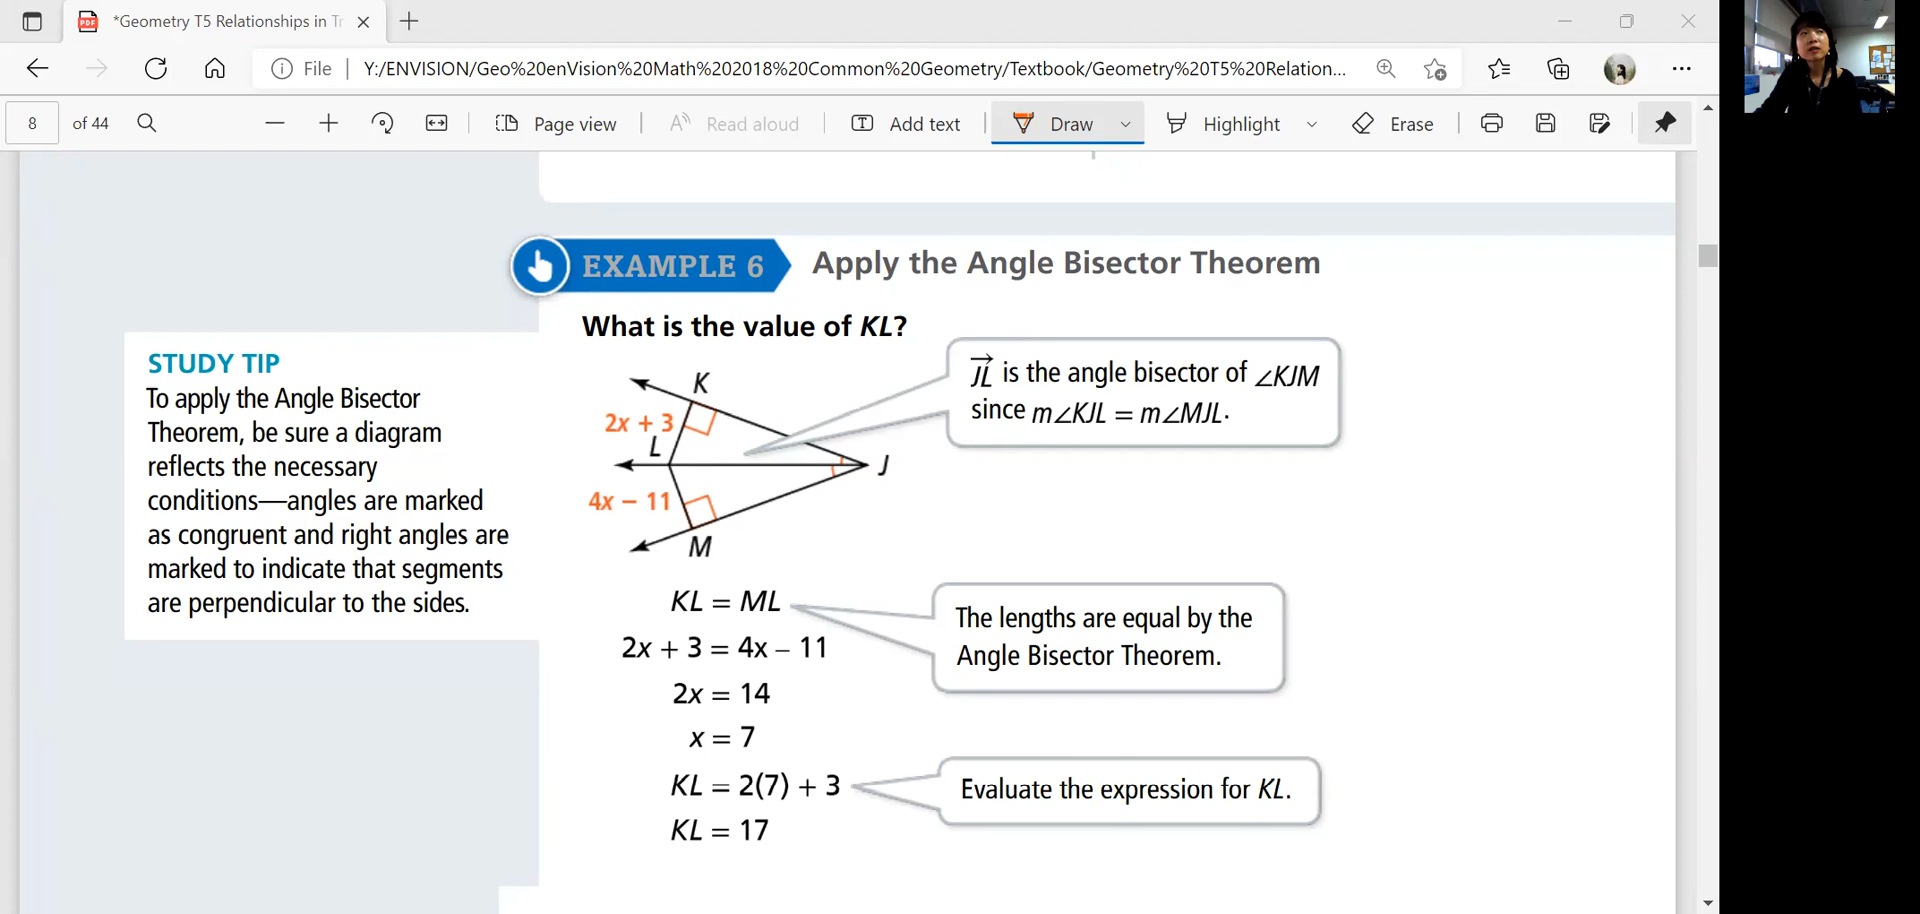 *Geometry T5 Relationships in Tr
File
Y:/ENVISION/Geo%20enVision%20Math%202018%20Common%20Geometry/Textbook/Geometry%20T5%20Relation...
8 of 44
Page view
Read aloud
Add text
Draw
Highlight
Erase
EXAMPLE 6 Apply the Angle Bisector Theorem
What is the value of KL?
STUDY TIP
To apply the Angle Bisector
Theorem, be sure a diagram
reflects the necessary
conditions—angles are marked
as congruent and right angles are
marked to indicate that segments
are perpendicular to the sides.
K
2x + 3
L
J
4x − 11
M
JL is the angle bisector of ∠KJM
since m∠KJL = m∠MJL.
KL = ML
2x + 3 = 4x – 11
2x = 14
x = 7
KL = 2(7) + 3
KL = 17
The lengths are equal by the
Angle Bisector Theorem.
Evaluate the expression for KL.